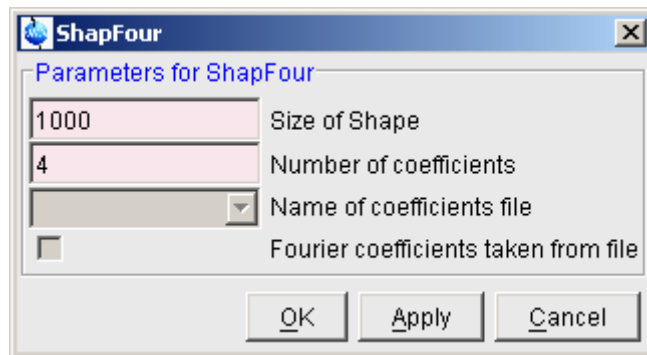 ShapFour
Parameters for ShapFour
1000 Size of Shape
4 Number of coefficients
Name of coefficients file
Fourier coefficients taken from file
OK Apply Cancel